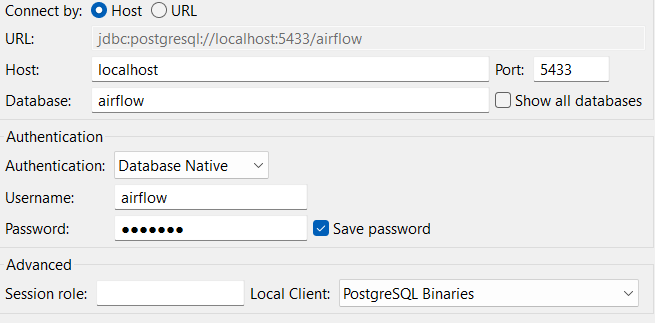 Connect by: Host URL
URL: jdbc:postgresql://localhost:5433/airflow
Host: localhost Port: 5433
Database: airflow Show all databases
Authentication
Authentication: Database Native
Username: airflow
Password: ●●●●●●● Save password
Advanced
Session role: Local Client: PostgreSQL Binaries